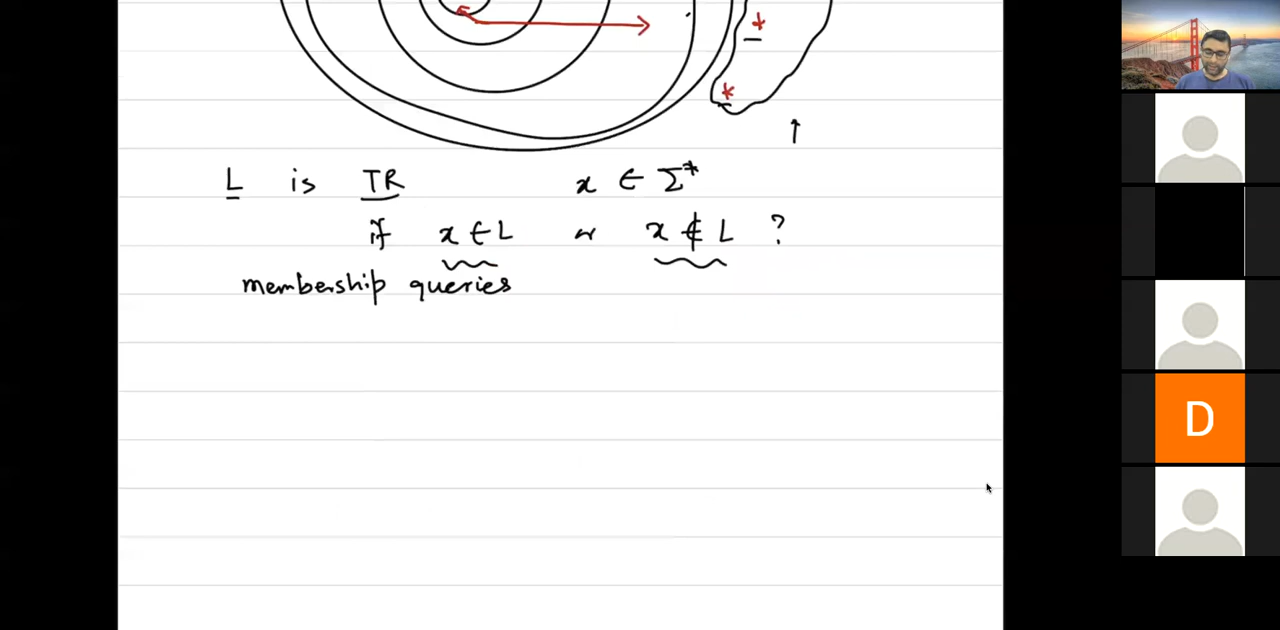 L is TR x ∈ Σ*
if x ∈ L or x ∉ L ?
membership queries
D